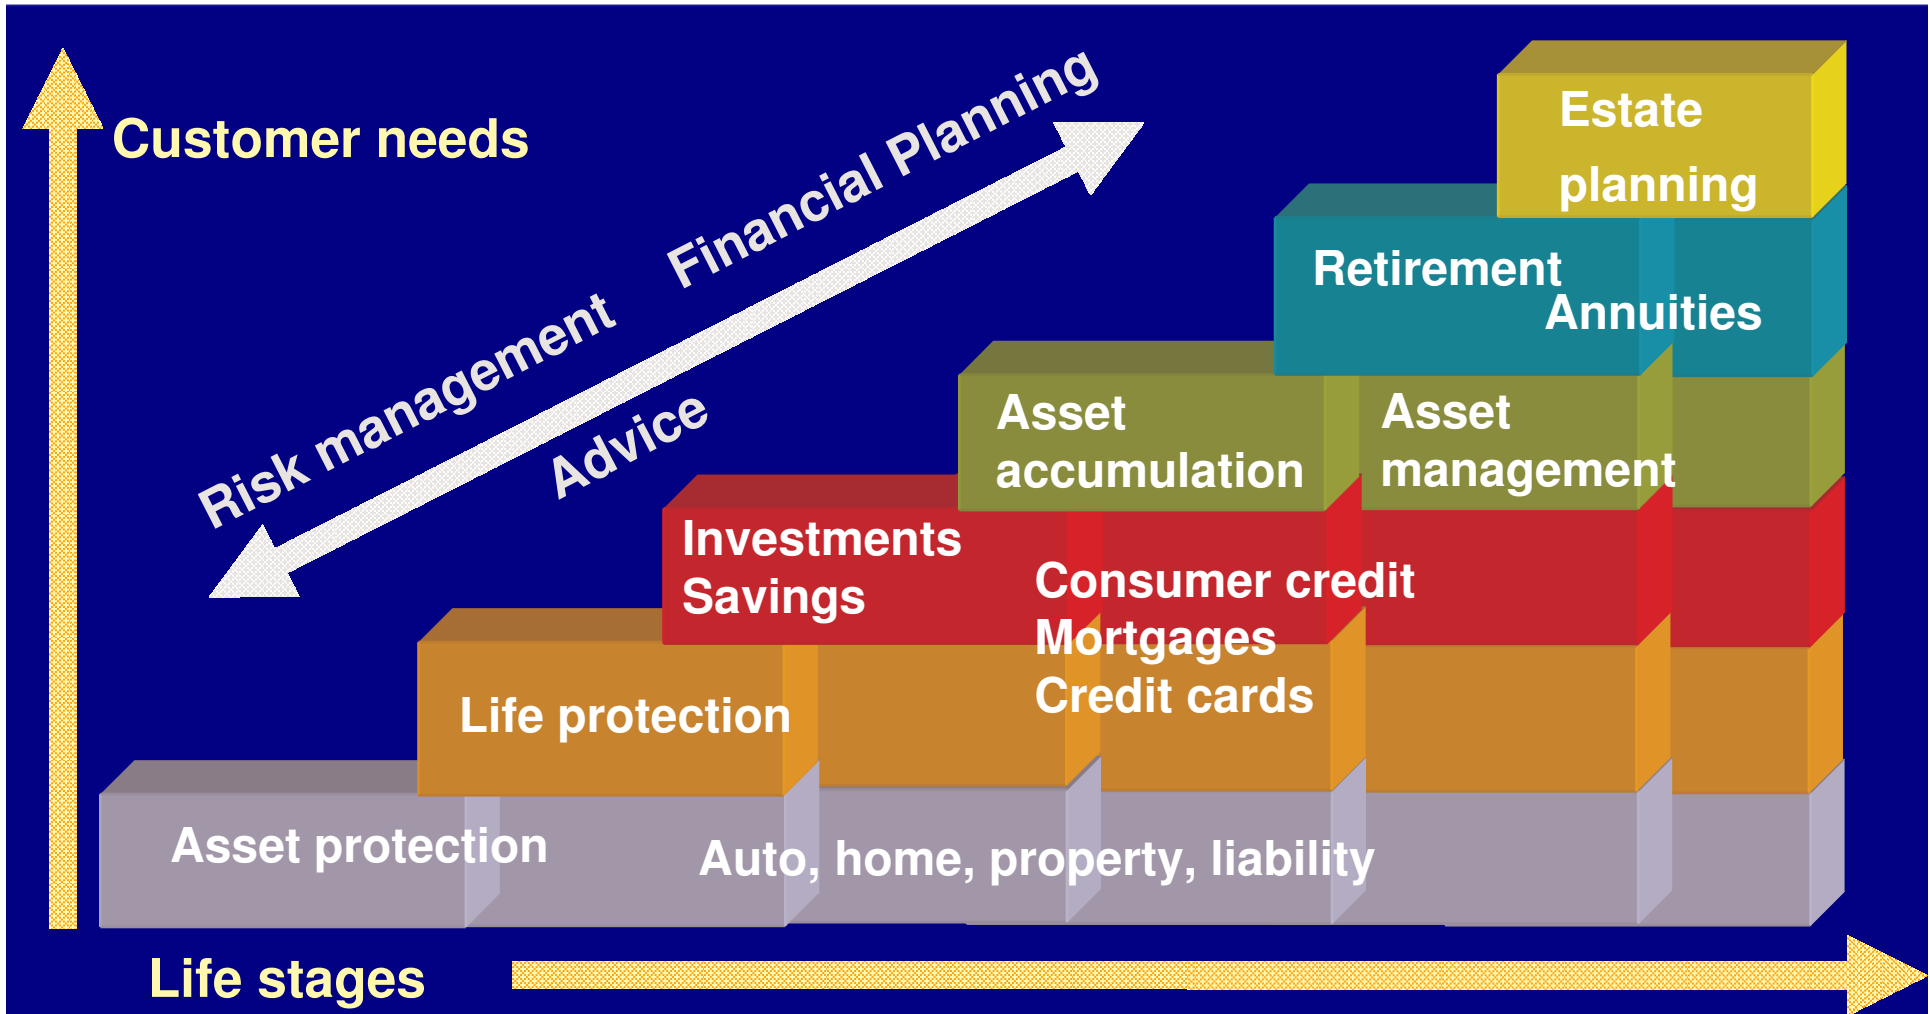 Customer needs
Financial Planning
Risk management
Advice
Estate
planning
Retirement
Annuities
Asset
accumulation
Asset
management
Investments
Savings
Consumer credit
Mortgages
Credit cards
Life protection
Asset protection
Auto, home, property, liability
Life stages